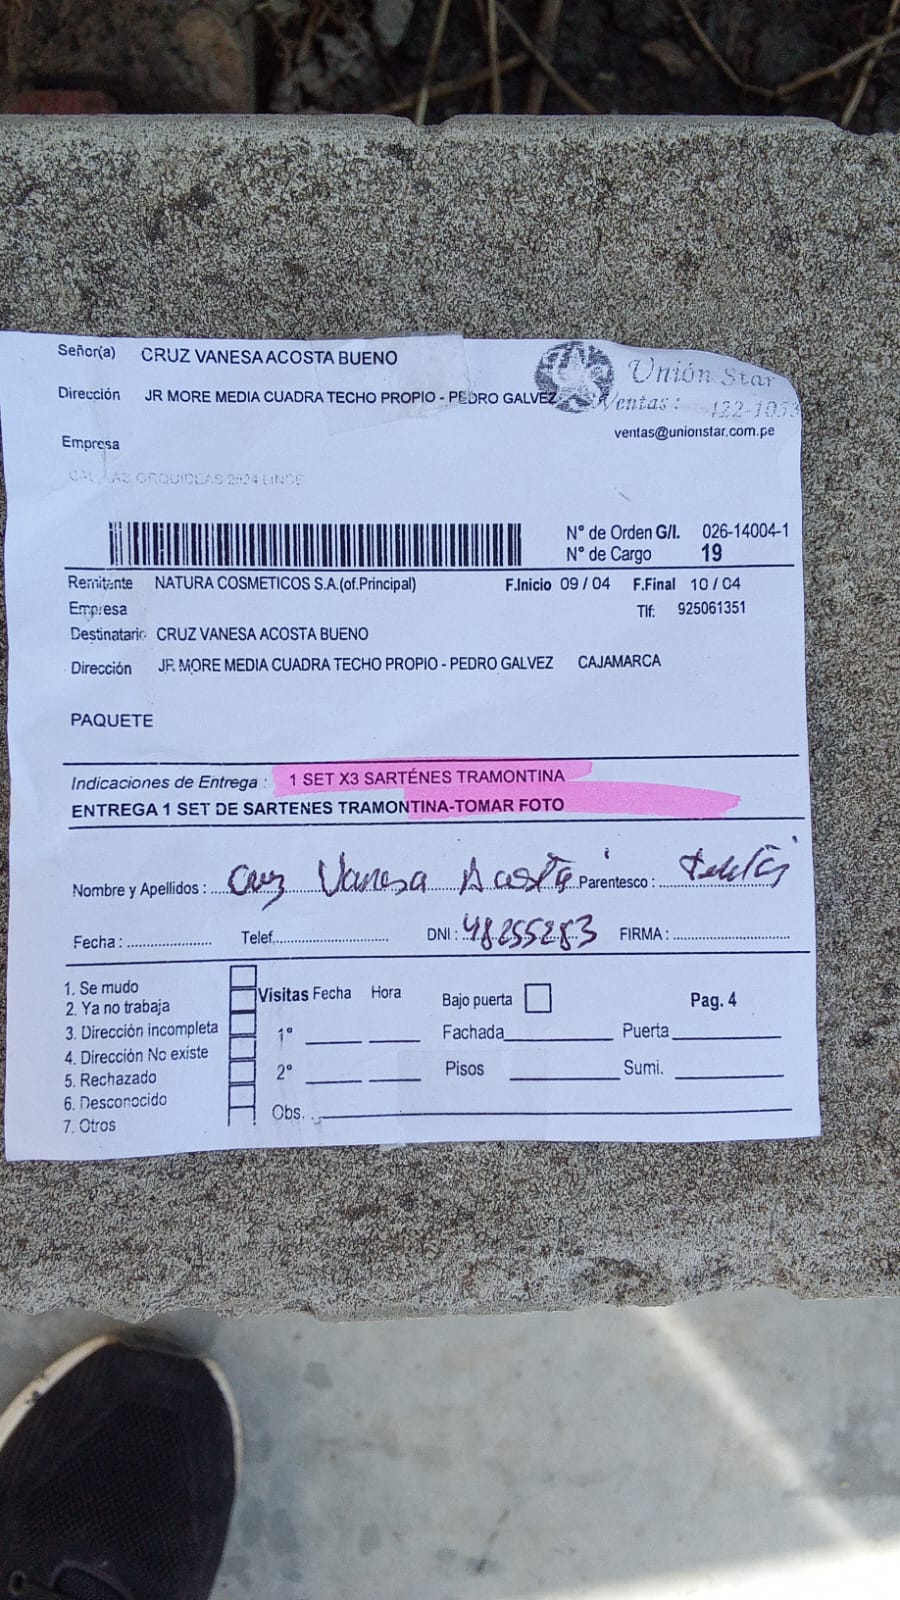 Señor(a) CRUZ VANESA ACOSTA BUENO
Unión Star
Dirección JR MORE MEDIA CUADRA TECHO PROPIO - PEDRO GALVEZ
Ventas: 422-1053
ventas@unionstar.com.pe
Empresa
ORQUIDEAS LINCE
N° de Orden G/I. 026-14004-1
N° de Cargo 19
Remitente NATURA COSMETICOS S.A.(of.Principal) F.Inicio 09 / 04 F.Final 10 / 04
Empresa Tlf: 925061351
Destinatario CRUZ VANESA ACOSTA BUENO
Dirección JR. MORE MEDIA CUADRA TECHO PROPIO - PEDRO GALVEZ CAJAMARCA
PAQUETE
Indicaciones de Entrega : 1 SET X3 SARTÉNES TRAMONTINA
ENTREGA 1 SET DE SARTENES TRAMONTINA-TOMAR FOTO
Nombre y Apellidos : Cruz Vanesa Acosta Parentesco :
Fecha : Telef. DNI : 48255283 FIRMA :
1. Se mudo
2. Ya no trabaja
3. Dirección incompleta
4. Dirección No existe
5. Rechazado
6. Desconocido
7. Otros
Visitas Fecha Hora
1°
2°
Obs.
Bajo puerta Pag. 4
Fachada Puerta
Pisos Sumi.